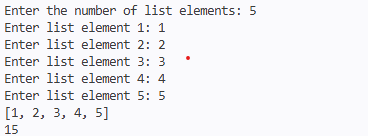 Enter the number of list elements: 5
Enter list element 1: 1
Enter list element 2: 2
Enter list element 3: 3
Enter list element 4: 4
Enter list element 5: 5
[1, 2, 3, 4, 5]
15